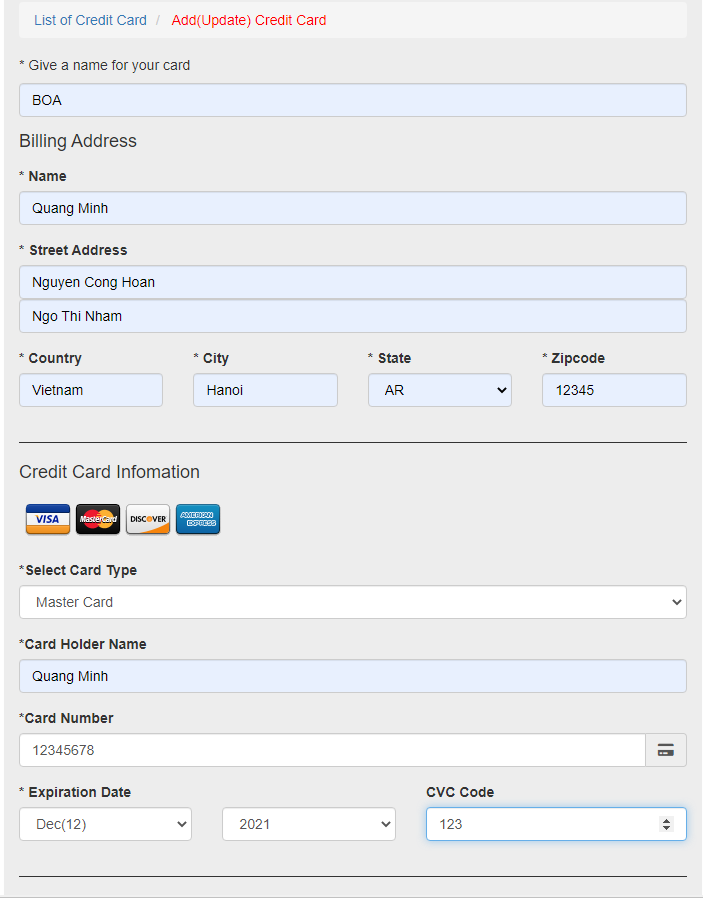 List of Credit Card / Add(Update) Credit Card
* Give a name for your card
BOA
Billing Address
* Name
Quang Minh
* Street Address
Nguyen Cong Hoan
Ngo Thi Nham
* Country * City * State * Zipcode
Vietnam Hanoi AR 12345
Credit Card Infomation
VISA MasterCard DISCOVER AMERICAN EXPRESS
*Select Card Type
Master Card
*Card Holder Name
Quang Minh
*Card Number
12345678
* Expiration Date CVC Code
Dec(12) 2021 123